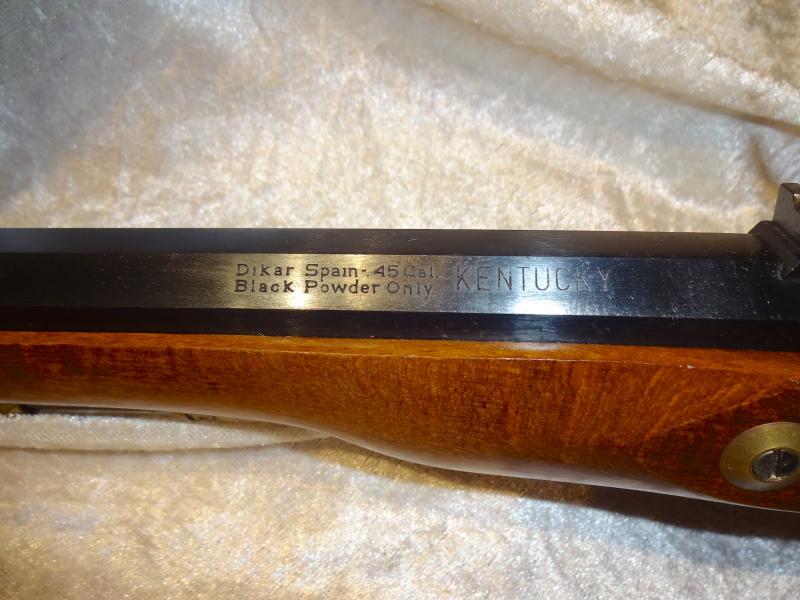 Dikar Spain-.45 Cal. KENTUCKY
Black Powder Only